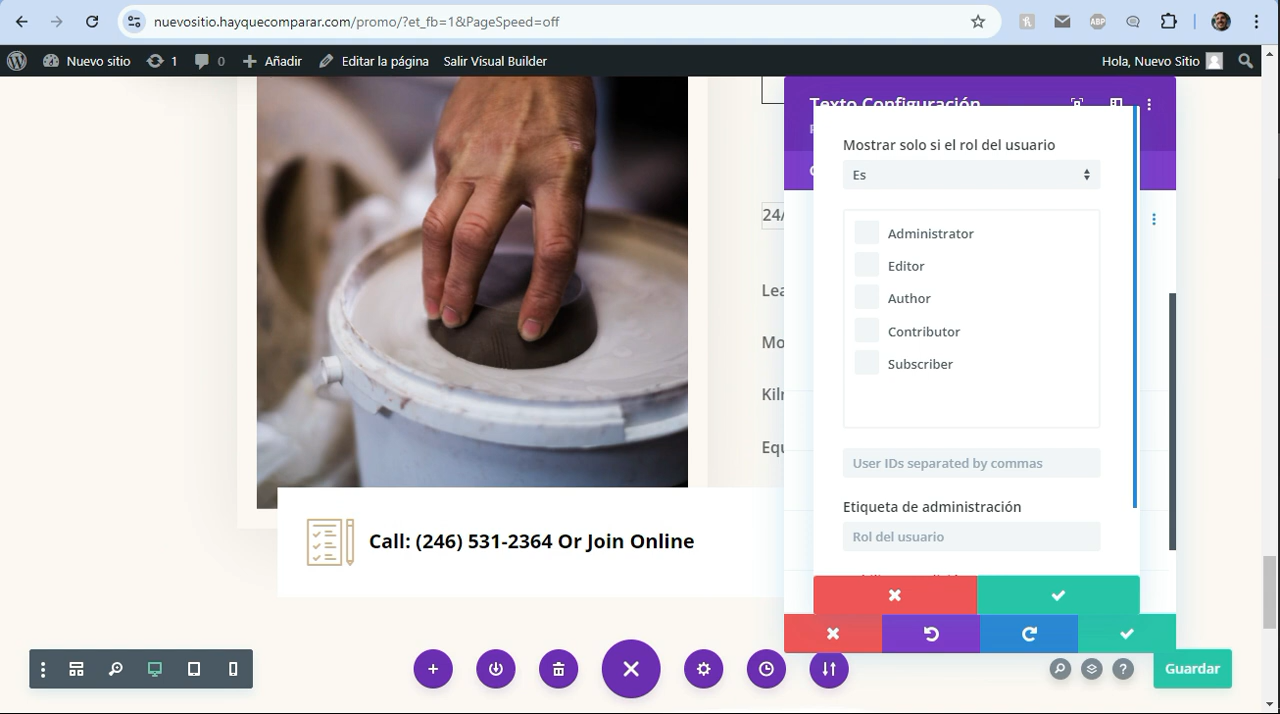 nuevositio.hayquecomparar.com/promo/?et_fb=1&PageSpeed=off
ABP
Nuevo sitio
1
0
Añadir
Editar la página
Salir Visual Builder
Hola, Nuevo Sitio
Texto Configuración
Mostrar solo si el rol del usuario
Es
Administrator
Editor
Author
Contributor
Subscriber
User IDs separated by commas
Etiqueta de administración
Rol del usuario
24/
Lea
Mo
Kiln
Equ
Call: (246) 531-2364 Or Join Online
Guardar